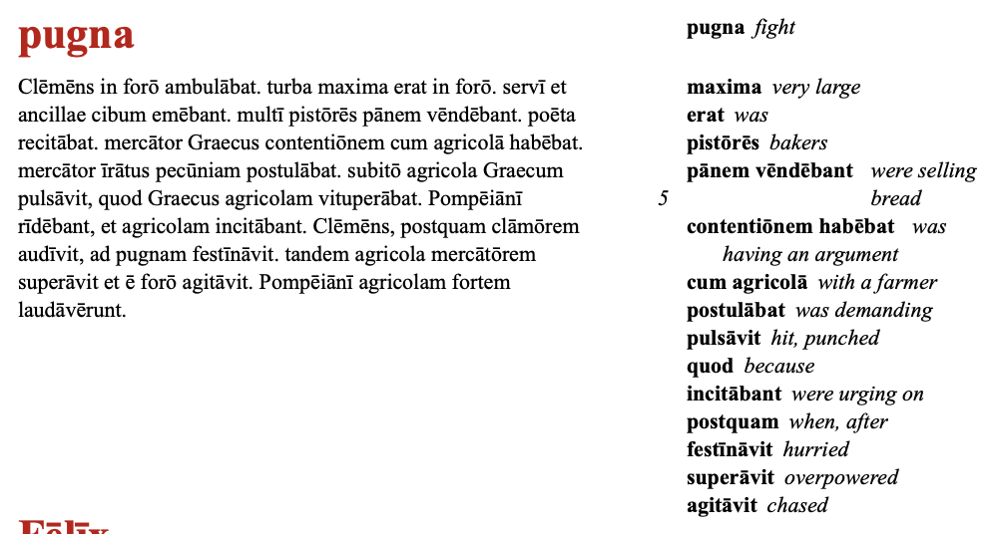 pugna
Clēmēns in forō ambulābat. turba maxima erat in forō. servī et
ancillae cibum emēbant. multī pistōrēs pānem vēndēbant. poēta
recitābat. mercātor Graecus contentiōnem cum agricolā habēbat.
mercātor īrātus pecūniam postulābat. subitō agricola Graecum
pulsāvit, quod Graecus agricolam vituperābat. Pompēiānī
rīdēbant, et agricolam incitābant. Clēmēns, postquam clāmōrem
audīvit, ad pugnam festīnāvit. tandem agricola mercātōrem
superāvit et ē forō agitāvit. Pompēiānī agricolam fortem
laudāvērunt.
5
pugna fight
maxima very large
erat was
pistōrēs bakers
pānem vēndēbant were selling
bread
contentiōnem habēbat was
having an argument
cum agricolā with a farmer
postulābat was demanding
pulsāvit hit, punched
quod because
incitābant were urging on
postquam when, after
festīnāvit hurried
superāvit overpowered
agitāvit chased
Fēlīx